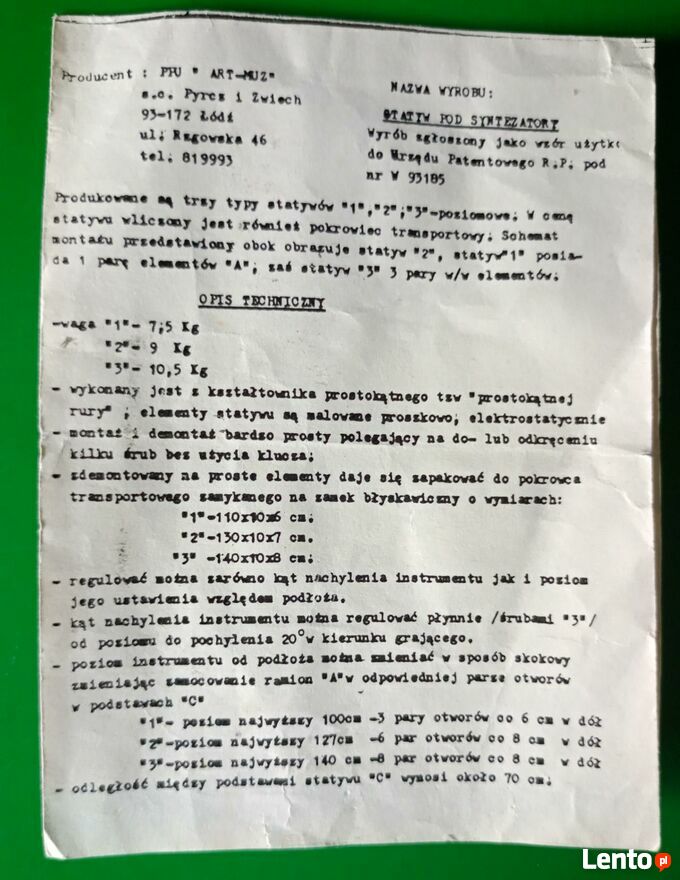 Producent : PPU " ART-MUZ"
s.c. Pyrcz i Zwiech
93-172 Łódź
ul. Rzgowska 46
tel. 819993
NAZWA WYROBU:
STATYW POD SYNTEZATORY
Wyrób zgłoszony jako wzór użytko
do Urzędu Patentowego R.P. pod
nr W 93185
Produkowane są trzy typy statywów "1","2","3"-poziomowe. W cenę
statywu wliczony jest również pokrowiec transportowy. Schemat
montażu przedstawiony obok obrazuje statyw "2", statyw"1" posia-
da 1 parę elementów "A", zaś statyw "3" 3 pary w/w elementów.
OPIS TECHNICZNY
-waga "1"- 7,5 Kg
"2"- 9 Kg
"3"- 10,5 Kg
- wykonany jest z kształtownika prostokątnego tzw "prostokątnej
rury" , elementy statywu są malowane proszkowo, elektrostatycznie
- montaż i demontaż bardzo prosty polegający na do- lub odkręceniu
kilku śrub bez użycia klucza;
- zdemontowany na proste elementy daje się zapakować do pokrowca
transportowego zamykanego na zamek błyskawiczny o wymiarach:
"1"-110x10x6 cm.
"2"-130x10x7 cm.
"3" -140x10x8 cm.
- regulować można zarówno kąt nachylenia instrumentu jak i poziom
jego ustawienia względem podłoża.
- kąt nachylenia instrumentu można regulować płynnie /śrubami "3"/
od poziomu do pochylenia 20°w kierunku grającego.
- poziom instrumentu od podłoża można zmieniać w sposób skokowy
zmieniając zamocowanie ramion "A"w odpowiedniej parze otworów
w podstawach "C"
"1"- poziom najwyższy 100cm -3 pary otworów co 6 cm w dół
"2"-poziom najwyższy 127cm -6 par otworów co 8 cm w dół
"3"-poziom najwyższy 140 cm -8 par otworów co 8 cm w dół
- odległość między podstawami statywu "C" wynosi około 70 cm.
Lento.pl